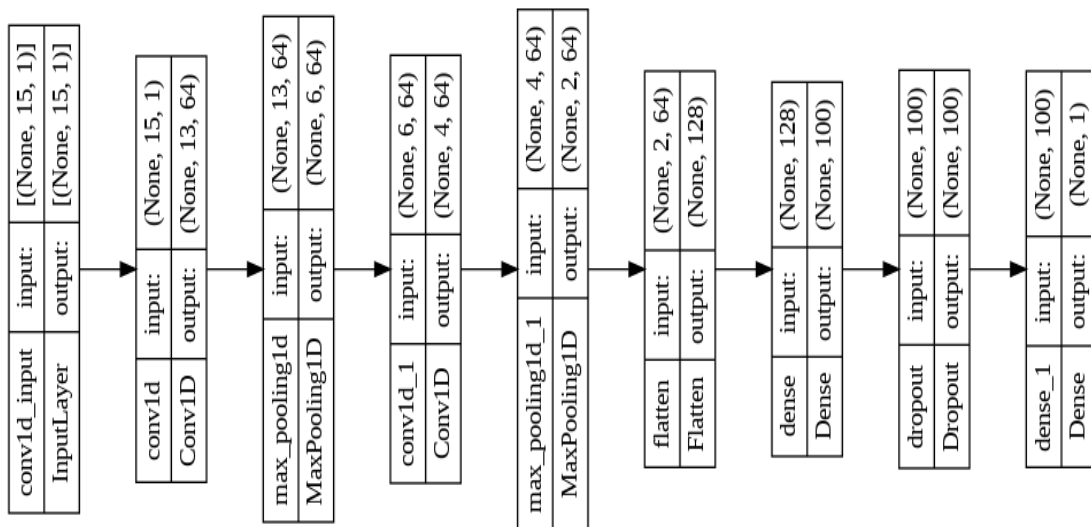 conv1d_input input: [(None, 15, 1)]
InputLayer output: [(None, 15, 1)]
conv1d input: (None, 15, 1)
Conv1D output: (None, 13, 64)
max_pooling1d input: (None, 13, 64)
MaxPooling1D output: (None, 6, 64)
conv1d_1 input: (None, 6, 64)
Conv1D output: (None, 4, 64)
max_pooling1d_1 input: (None, 4, 64)
MaxPooling1D output: (None, 2, 64)
flatten input: (None, 2, 64)
Flatten output: (None, 128)
dense input: (None, 128)
Dense output: (None, 100)
dropout input: (None, 100)
Dropout output: (None, 100)
dense_1 input: (None, 100)
Dense output: (None, 1)